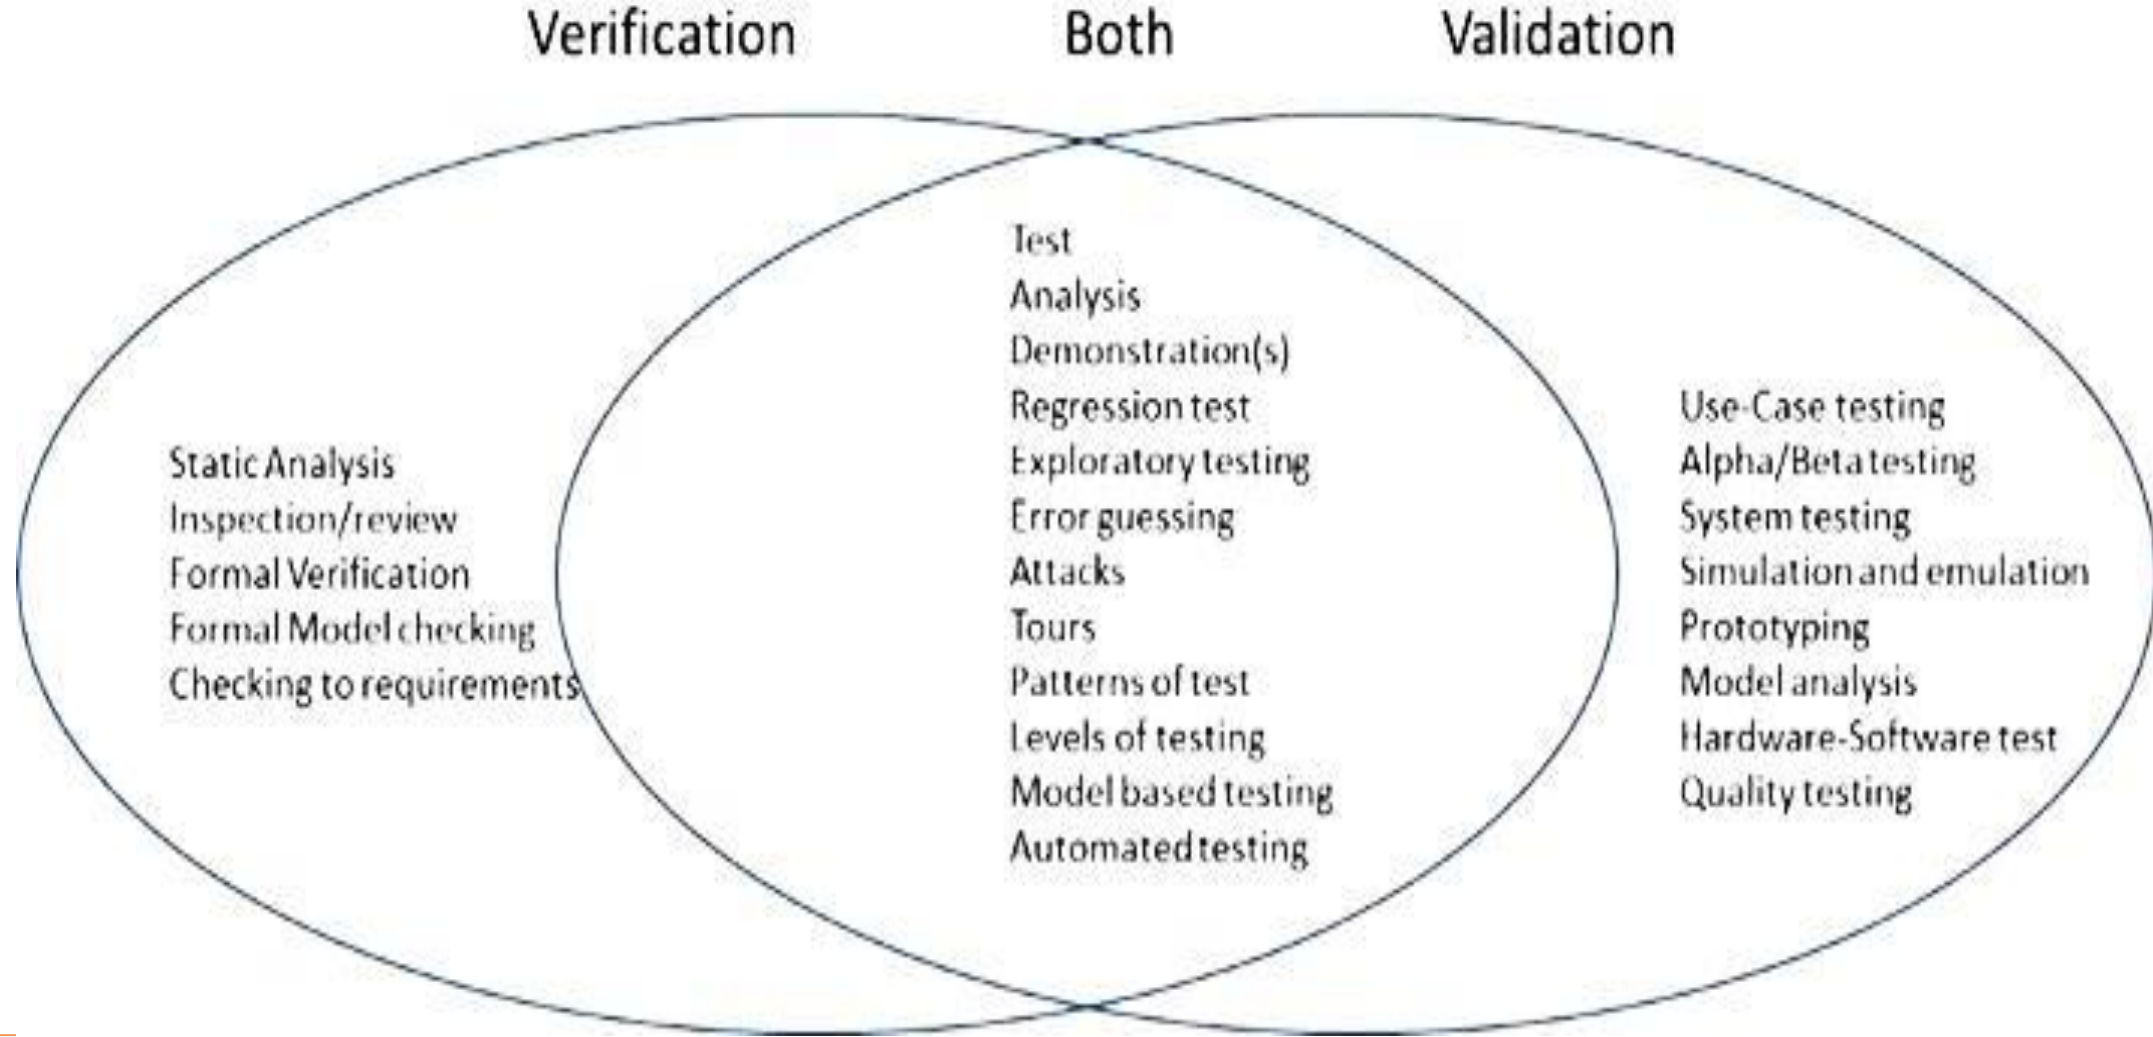 Verification
Both
Validation
Static Analysis
Inspection/review
Formal Verification
Formal Model checking
Checking to requirements
Test
Analysis
Demonstration(s)
Regression test
Exploratory testing
Error guessing
Attacks
Tours
Patterns of test
Levels of testing
Model based testing
Automated testing
Use-Case testing
Alpha/Beta testing
System testing
Simulation and emulation
Prototyping
Model analysis
Hardware-Software test
Quality testing